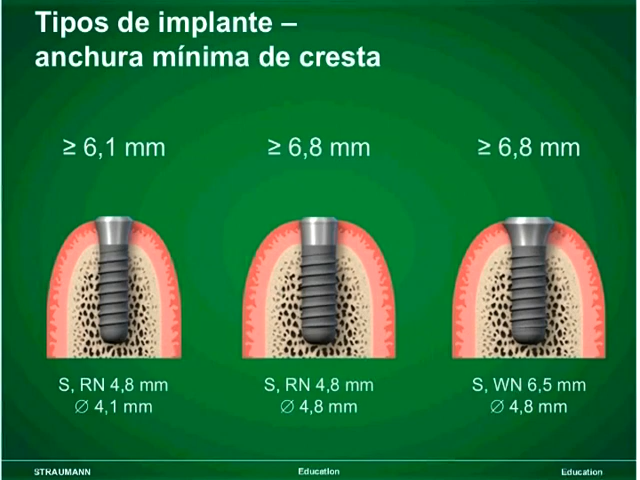 Tipos de implante –
anchura mínima de cresta
≥ 6,1 mm
≥ 6,8 mm
≥ 6,8 mm
S, RN 4,8 mm
∅ 4,1 mm
S, RN 4,8 mm
∅ 4,8 mm
S, WN 6,5 mm
∅ 4,8 mm
STRAUMANN
Education
Education